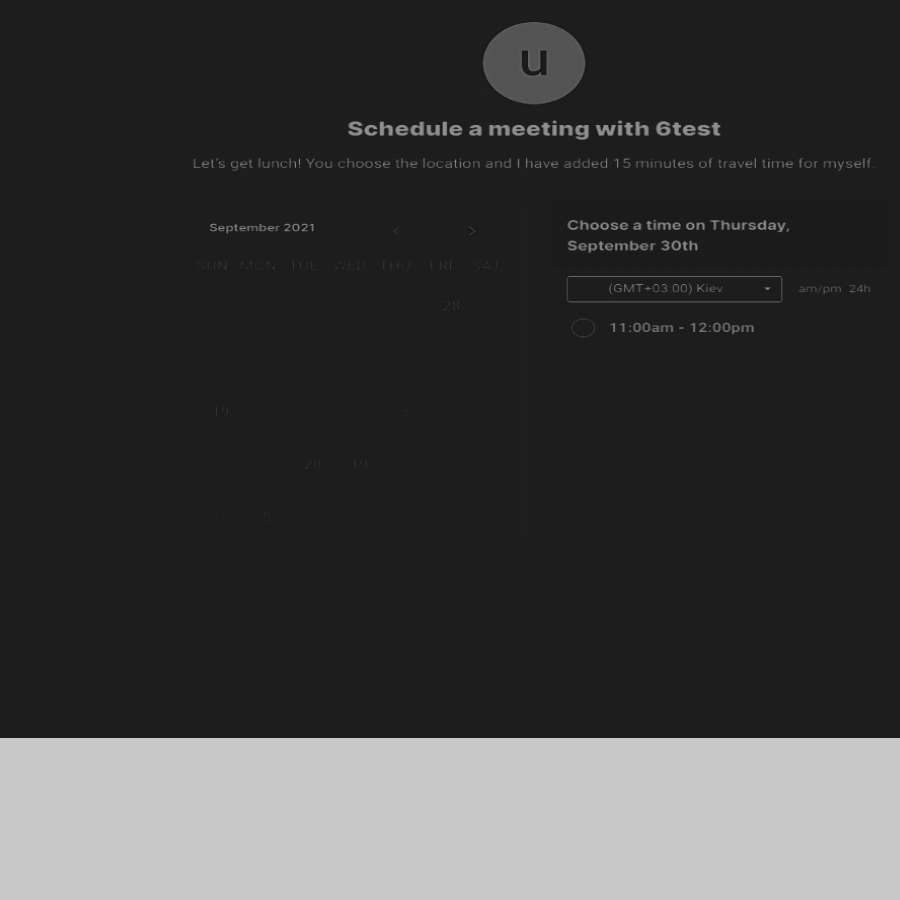 u
Schedule a meeting with 6test
Let's get lunch! You choose the location and I have added 15 minutes of travel time for myself.
September 2021 < >
SUN MON TUE WED THU FRI SAT
28
19 5
28 19
5
Choose a time on Thursday,
September 30th
(GMT+03:00) Kiev am/pm 24h
11:00am - 12:00pm